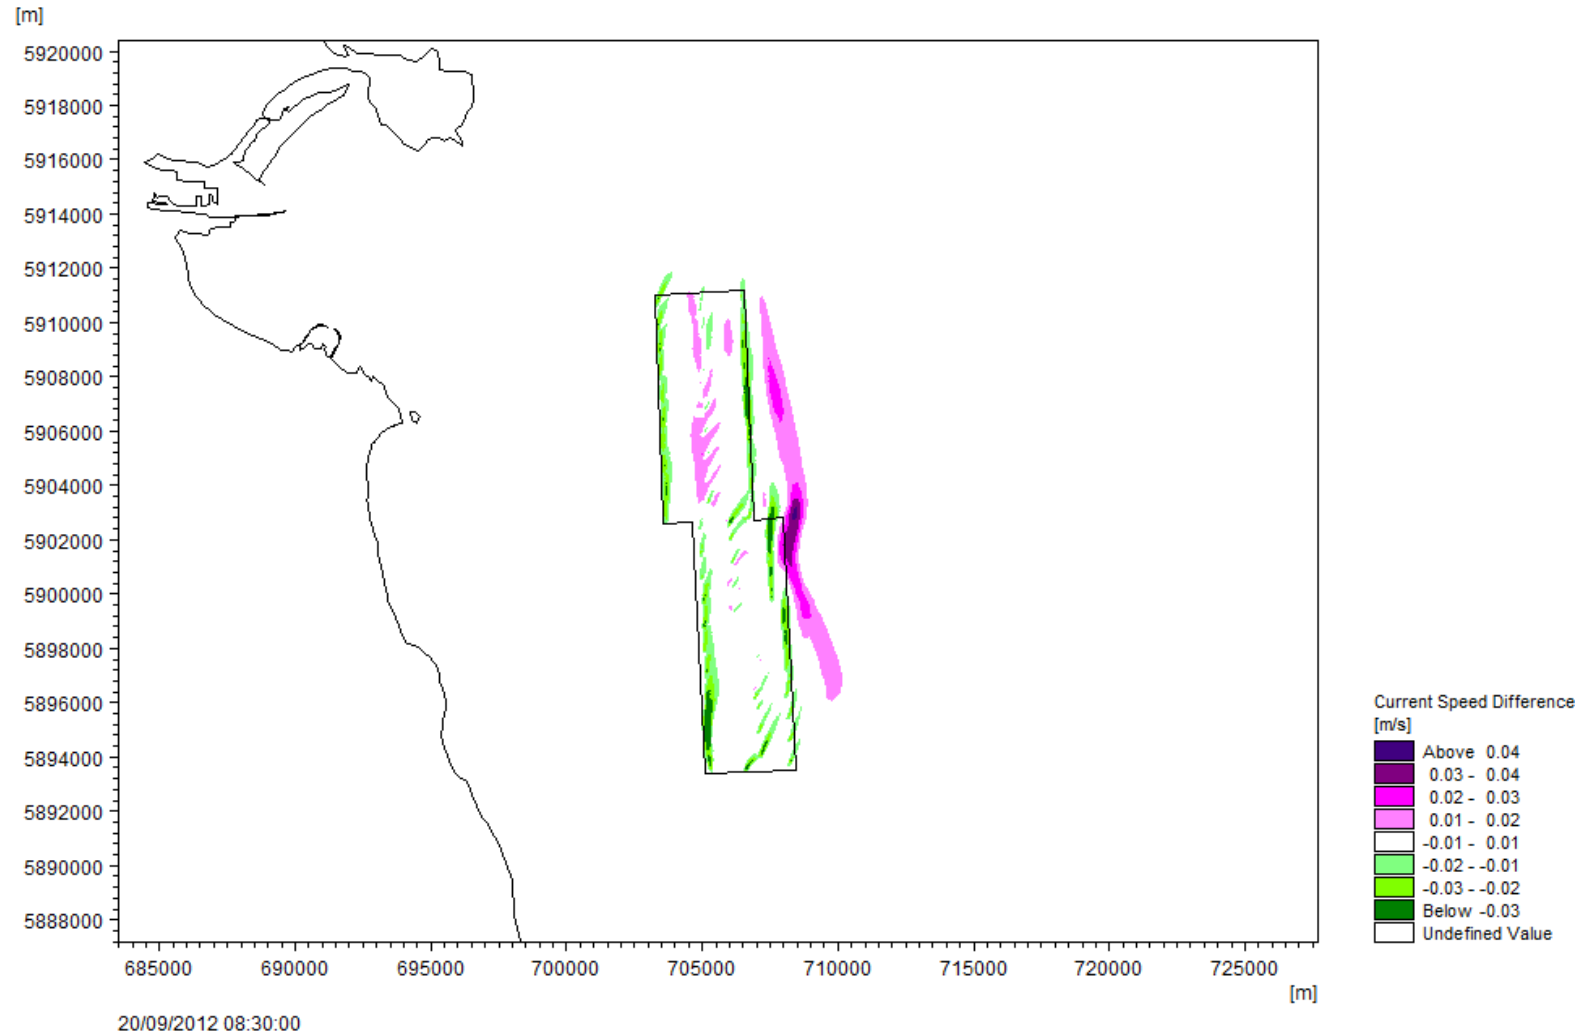 [m]
5920000
5918000
5916000
5914000
5912000
5910000
5908000
5906000
5904000
5902000
5900000
5898000
5896000
5894000
5892000
5890000
5888000
685000 690000 695000 700000 705000 710000 715000 720000 725000
[m]
20/09/2012 08:30:00
Current Speed Difference
[m/s]
Above 0.04
0.03 - 0.04
0.02 - 0.03
0.01 - 0.02
-0.01 - 0.01
-0.02 - -0.01
-0.03 - -0.02
Below -0.03
Undefined Value